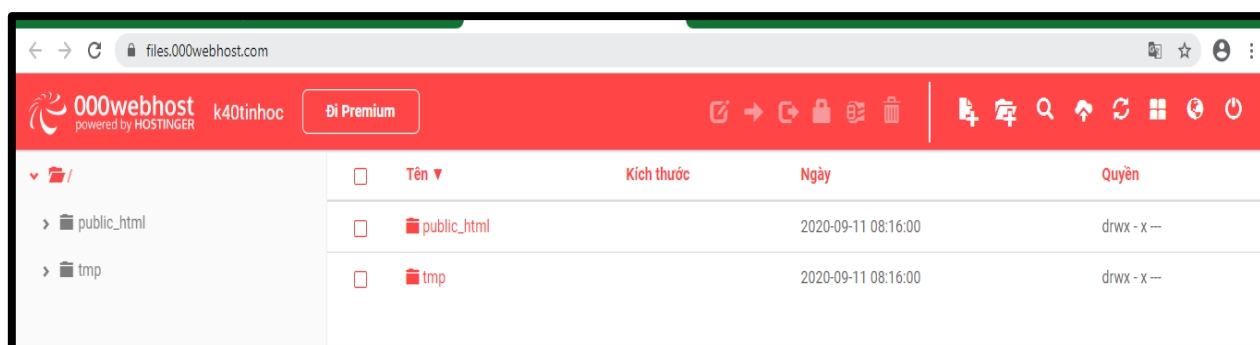 files.000webhost.com
000webhost
powered by HOSTINGER
k40tinhoc
Đi Premium
/
public_html
tmp
Tên ▼ Kích thước Ngày Quyền
public_html 2020-09-11 08:16:00 drwx - x ---
tmp 2020-09-11 08:16:00 drwx - x ---